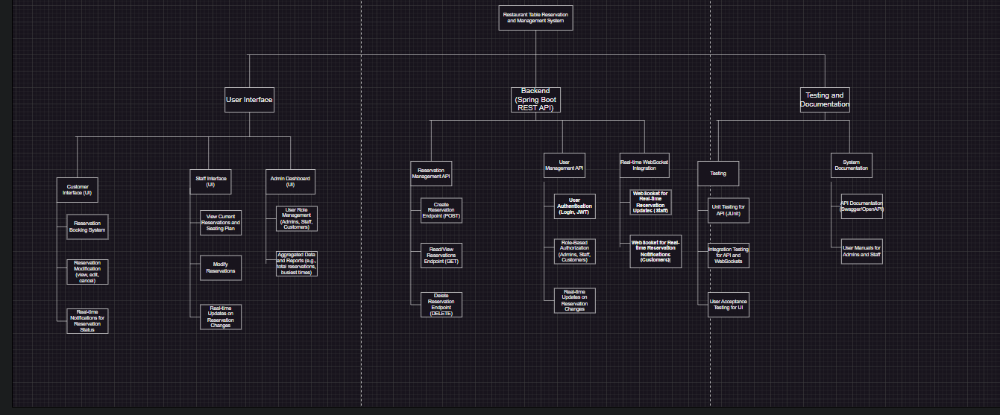 Restaurant Table Reservation
and Management System
User Interface
Backend
(Spring Boot
REST API)
Testing and
Documentation
Customer
Interface (UI)
Reservation
Booking System
Reservation
Modification
(view, edit,
cancel)
Real-time
Notifications for
Reservation
Status
Staff Interface
(UI)
View Current
Reservations and
Seating Plan
Modify
Reservations
Real-time
Updates on
Reservation
Changes
Admin Dashboard
(UI)
User Role
Management
(Admins, Staff,
Customers)
Aggregated Data
and Reports (e.g.,
total reservations,
busiest times)
Reservation
Management API
Create
Reservation
Endpoint (POST)
Read/View
Reservations
Endpoint (GET)
Delete
Reservation
Endpoint
(DELETE)
User
Management API
User
Authentication
(Login, JWT)
Role-Based
Authorization
(Admins, Staff,
Customers)
Real-time
Updates on
Reservation
Changes
Real-time WebSocket
Integration
WebSocket for
Real-time
Reservation
Updates (Staff)
WebSocket for Real-
time Reservation
Notifications
(Customers)
Testing
Unit Testing for
API (JUnit)
Integration Testing
for API and
WebSockets
User Acceptance
Testing for UI
System
Documentation
API Documentation
(Swagger/OpenAPI)
User Manuals for
Admins and Staff